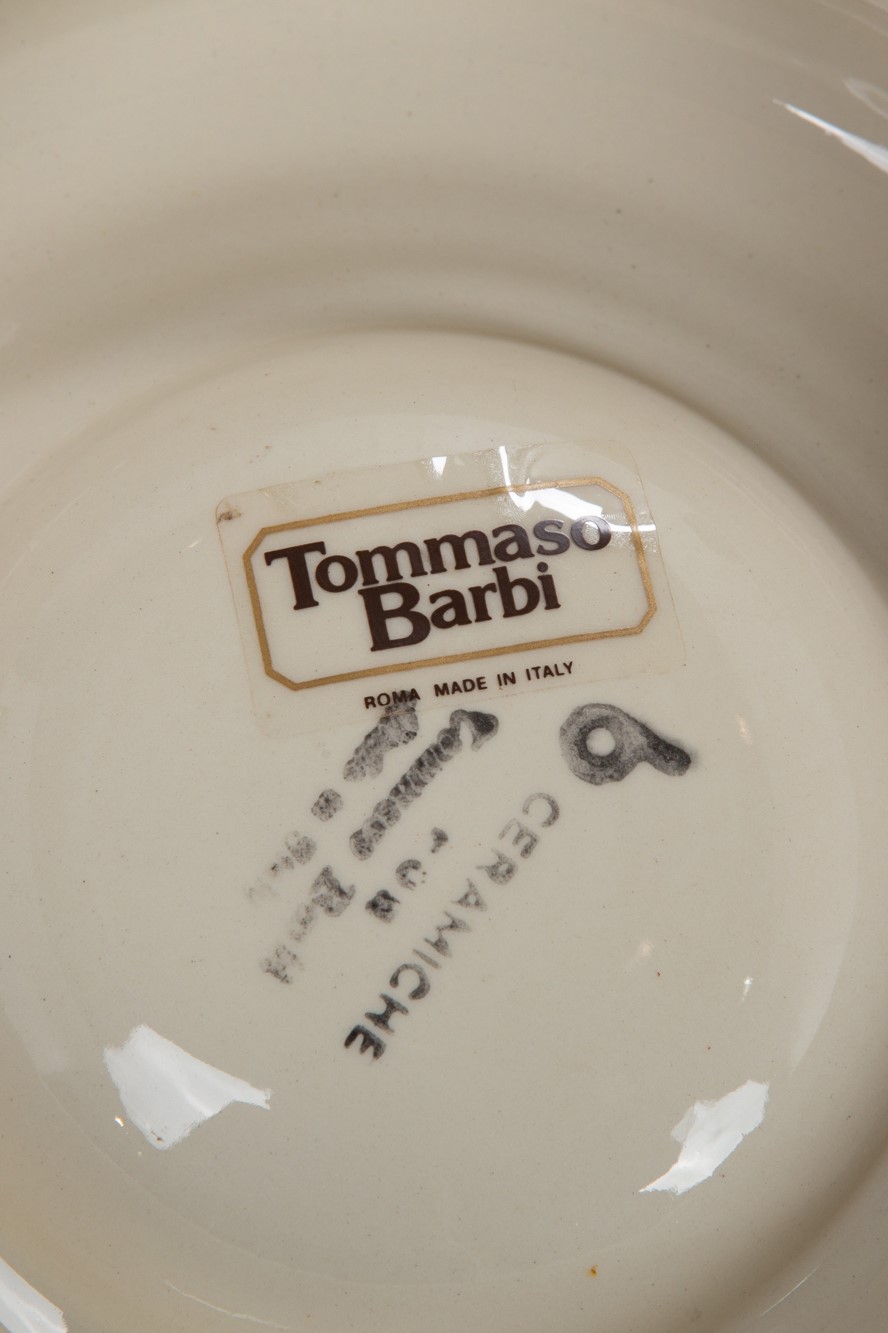 Tommaso
Barbi
ROMA MADE IN ITALY
CERAMICHE